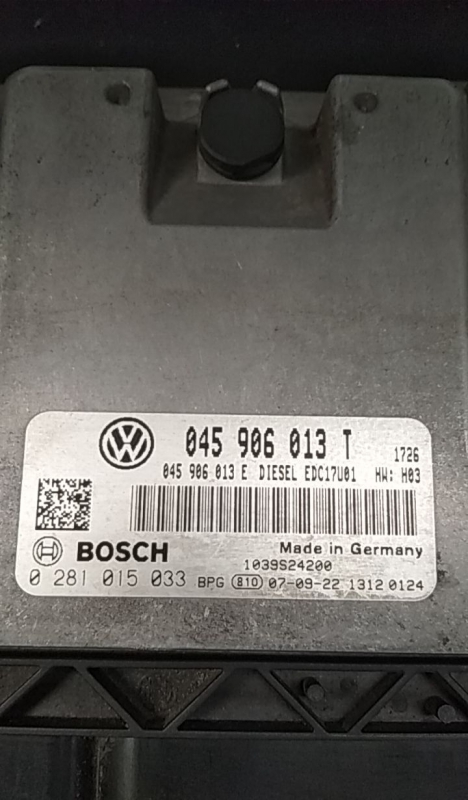 045 906 013 T 1726
045 906 013 E DIESEL EDC17U01 HW: H03
BOSCH Made in Germany
1039S24200
0 281 015 033 BPG 810 07-09-22 1312 0124